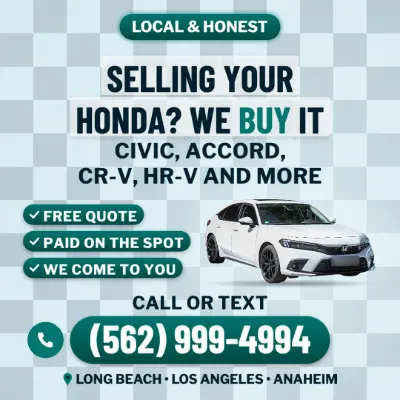 LOCAL & HONEST
SELLING YOUR
HONDA? WE BUY IT
CIVIC, ACCORD,
CR-V, HR-V AND MORE
FREE QUOTE
PAID ON THE SPOT
WE COME TO YOU
CALL OR TEXT
(562) 999-4994
LONG BEACH • LOS ANGELES • ANAHEIM